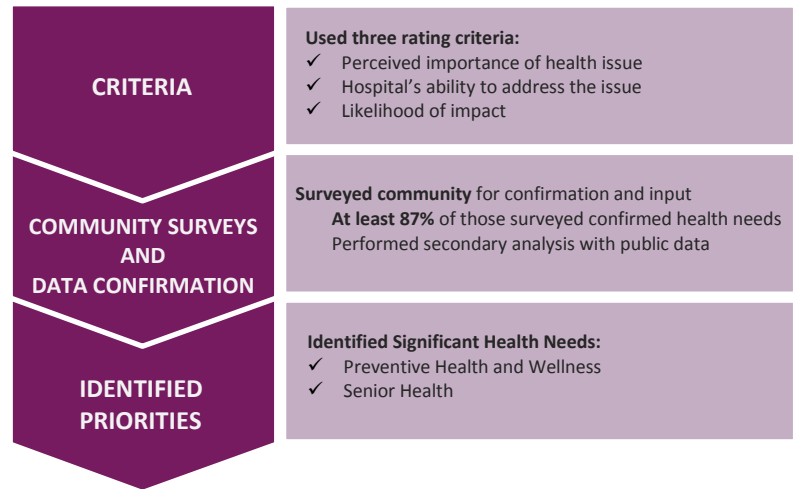 CRITERIA
Used three rating criteria:
✓ Perceived importance of health issue
✓ Hospital's ability to address the issue
✓ Likelihood of impact
COMMUNITY SURVEYS
AND
DATA CONFIRMATION
Surveyed community for confirmation and input
At least 87% of those surveyed confirmed health needs
Performed secondary analysis with public data
IDENTIFIED
PRIORITIES
Identified Significant Health Needs:
✓ Preventive Health and Wellness
✓ Senior Health